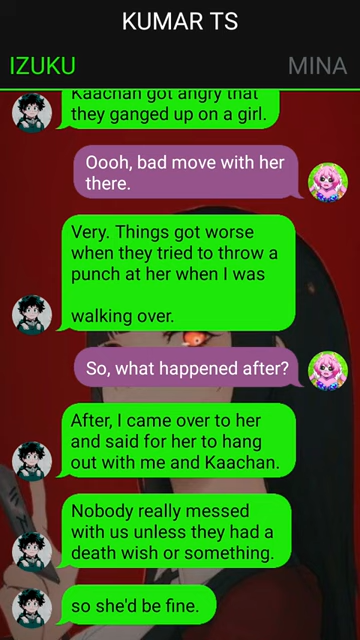 KUMAR TS
IZUKU
MINA
Kaachan got angry that
they ganged up on a girl.
Oooh, bad move with her
there.
Very. Things got worse
when they tried to throw a
punch at her when I was
walking over.
So, what happened after?
After, I came over to her
and said for her to hang
out with me and Kaachan.
Nobody really messed
with us unless they had a
death wish or something.
so she'd be fine.